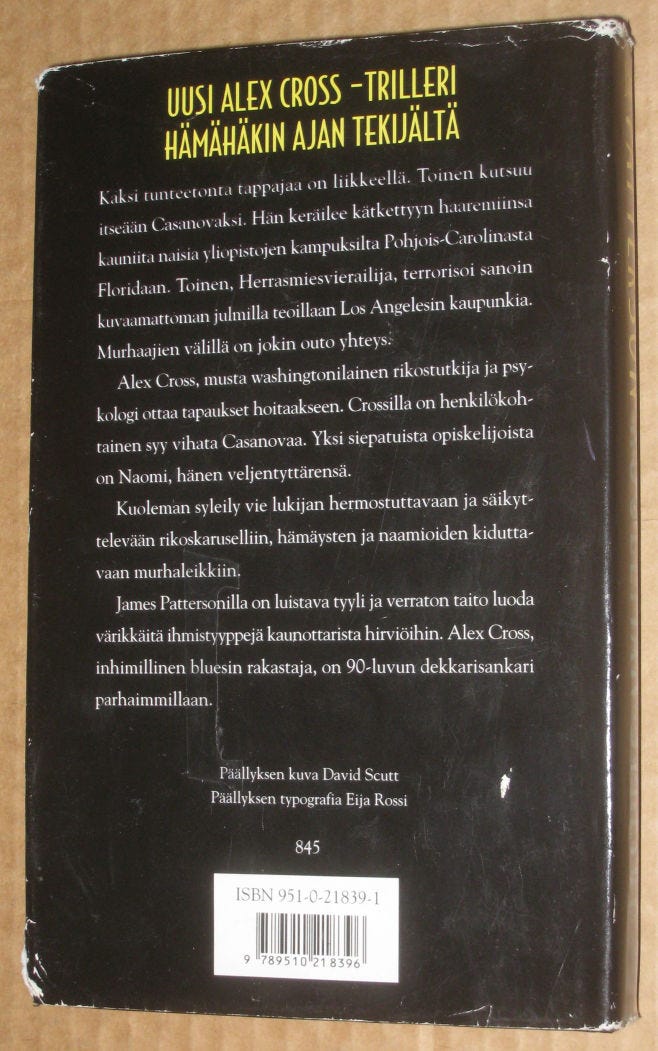 UUSI ALEX CROSS –TRILLERI
HÄMÄHÄKIN AJAN TEKIJÄLTÄ
Kaksi tunteetonta tappajaa on liikkeellä. Toinen kutsuu
itseään Casanovaksi. Hän keräilee kätkettyyn haaremiinsa
kauniita naisia yliopistojen kampuksilta Pohjois-Carolinasta
Floridaan. Toinen, Herrasmiesvierailija, terrorisoi sanoin
kuvaamattoman julmilla teoillaan Los Angelesin kaupunkia.
Murhaajien välillä on jokin outo yhteys.
Alex Cross, musta washingtonilainen rikostutkija ja psy-
kologi ottaa tapaukset hoitaakseen. Crossilla on henkilökoh-
tainen syy vihata Casanovaa. Yksi siepatuista opiskelijoista
on Naomi, hänen veljentyttärensä.
Kuoleman syleily vie lukijan hermostuttavaan ja säikyt-
televään rikoskaruselliin, hämäysten ja naamioiden kidutta-
vaan murhaleikkiin.
James Pattersonilla on luistava tyyli ja verraton taito luoda
värikkäitä ihmistyyppejä kaunottarista hirviöihin. Alex Cross,
inhimillinen bluesin rakastaja, on 90-luvun dekkarisankari
parhaimmillaan.
Päällyksen kuva David Scutt
Päällyksen typografia Eija Rossi
845
ISBN 951-0-21839-1
9 789510 218396